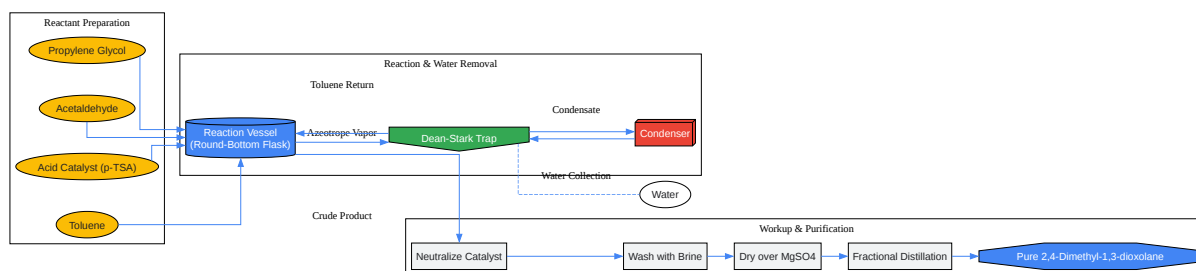 Reactant Preparation
Propylene Glycol
Acetaldehyde
Acid Catalyst (p-TSA)
Toluene
Reaction & Water Removal
Toluene Return
Condensate
Reaction Vessel
(Round-Bottom Flask)
Azeotrope Vapor
Dean-Stark Trap
Condenser
Water Collection
Water
Crude Product
Workup & Purification
Neutralize Catalyst
Wash with Brine
Dry over MgSO4
Fractional Distillation
Pure 2,4-Dimethyl-1,3-dioxolane